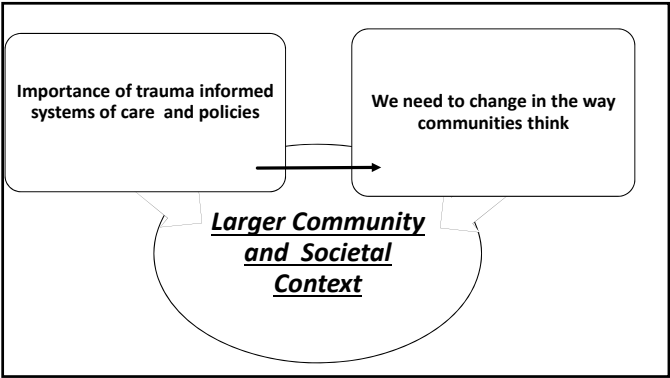 Importance of trauma informed
systems of care and policies
We need to change in the way
communities think
Larger Community
and Societal
Context